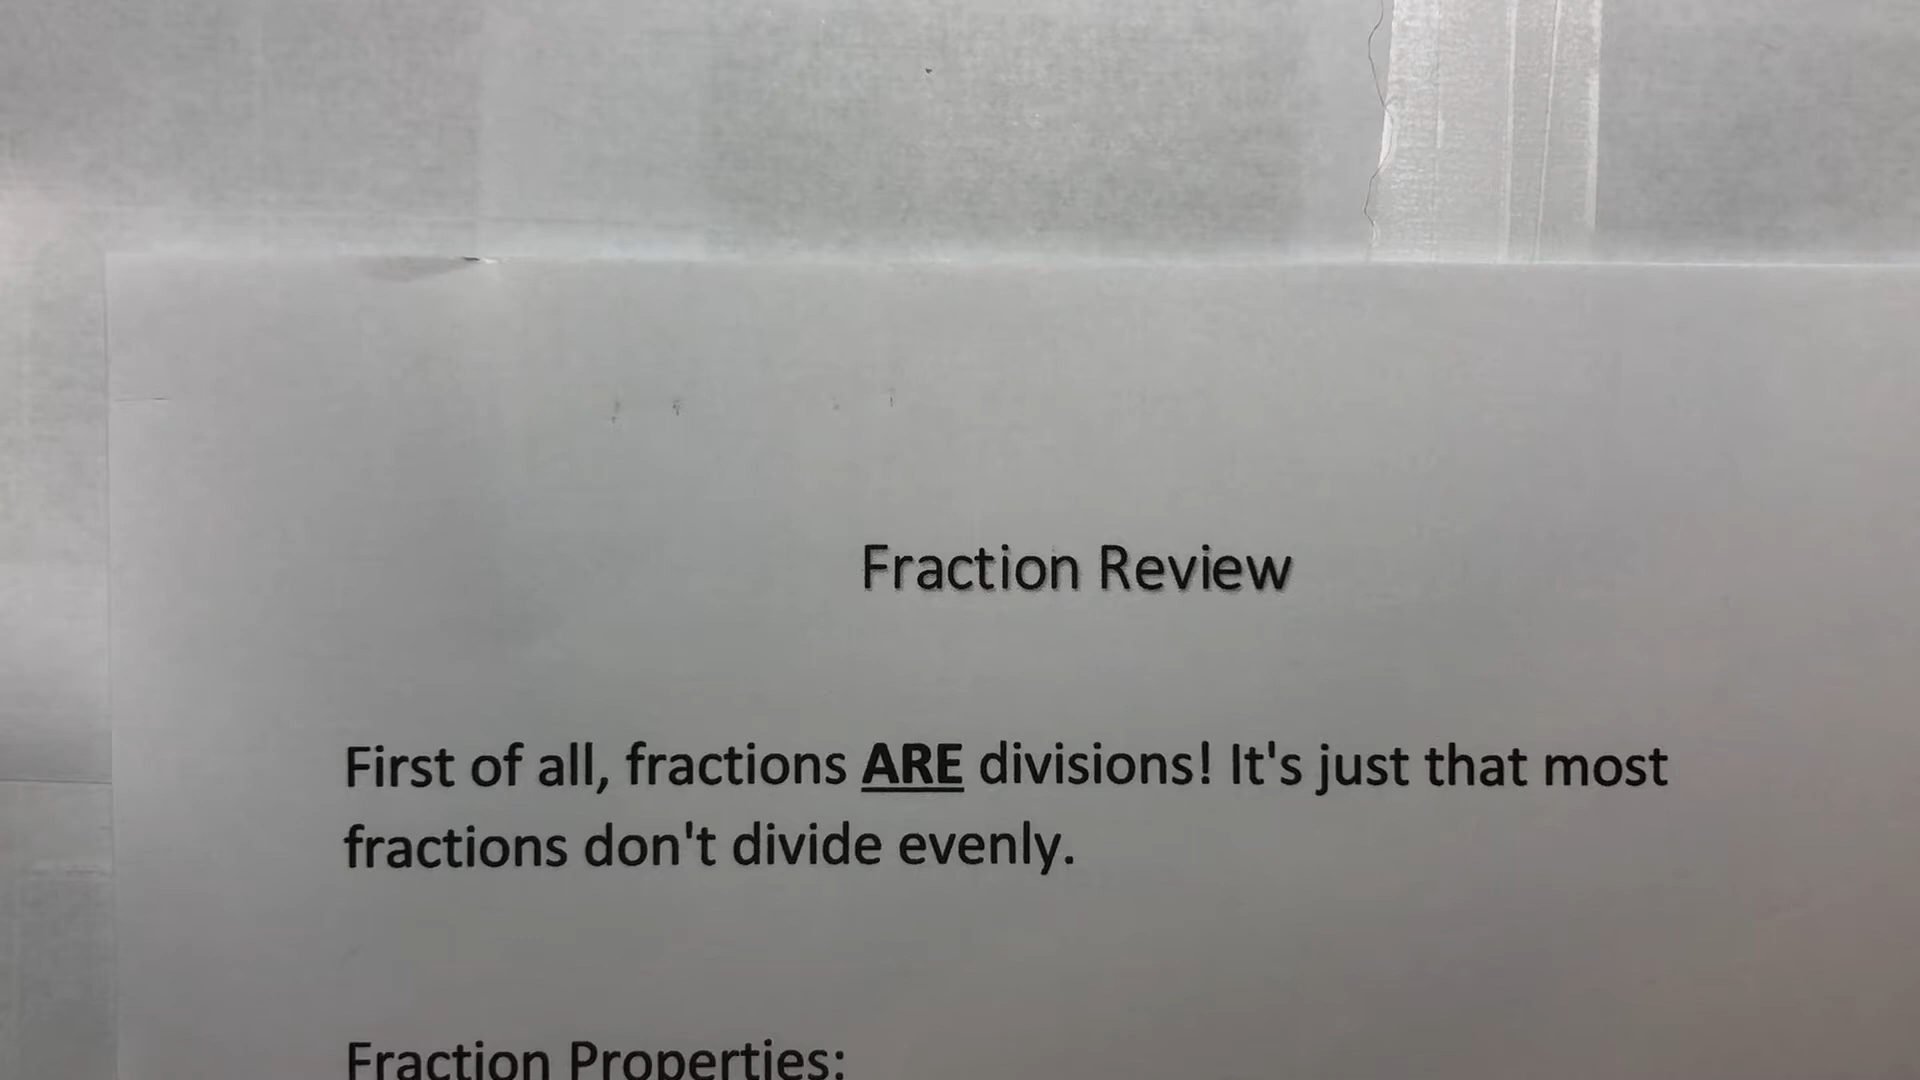 Fraction Review
First of all, fractions ARE divisions! It's just that most
fractions don't divide evenly.
Fraction Properties: